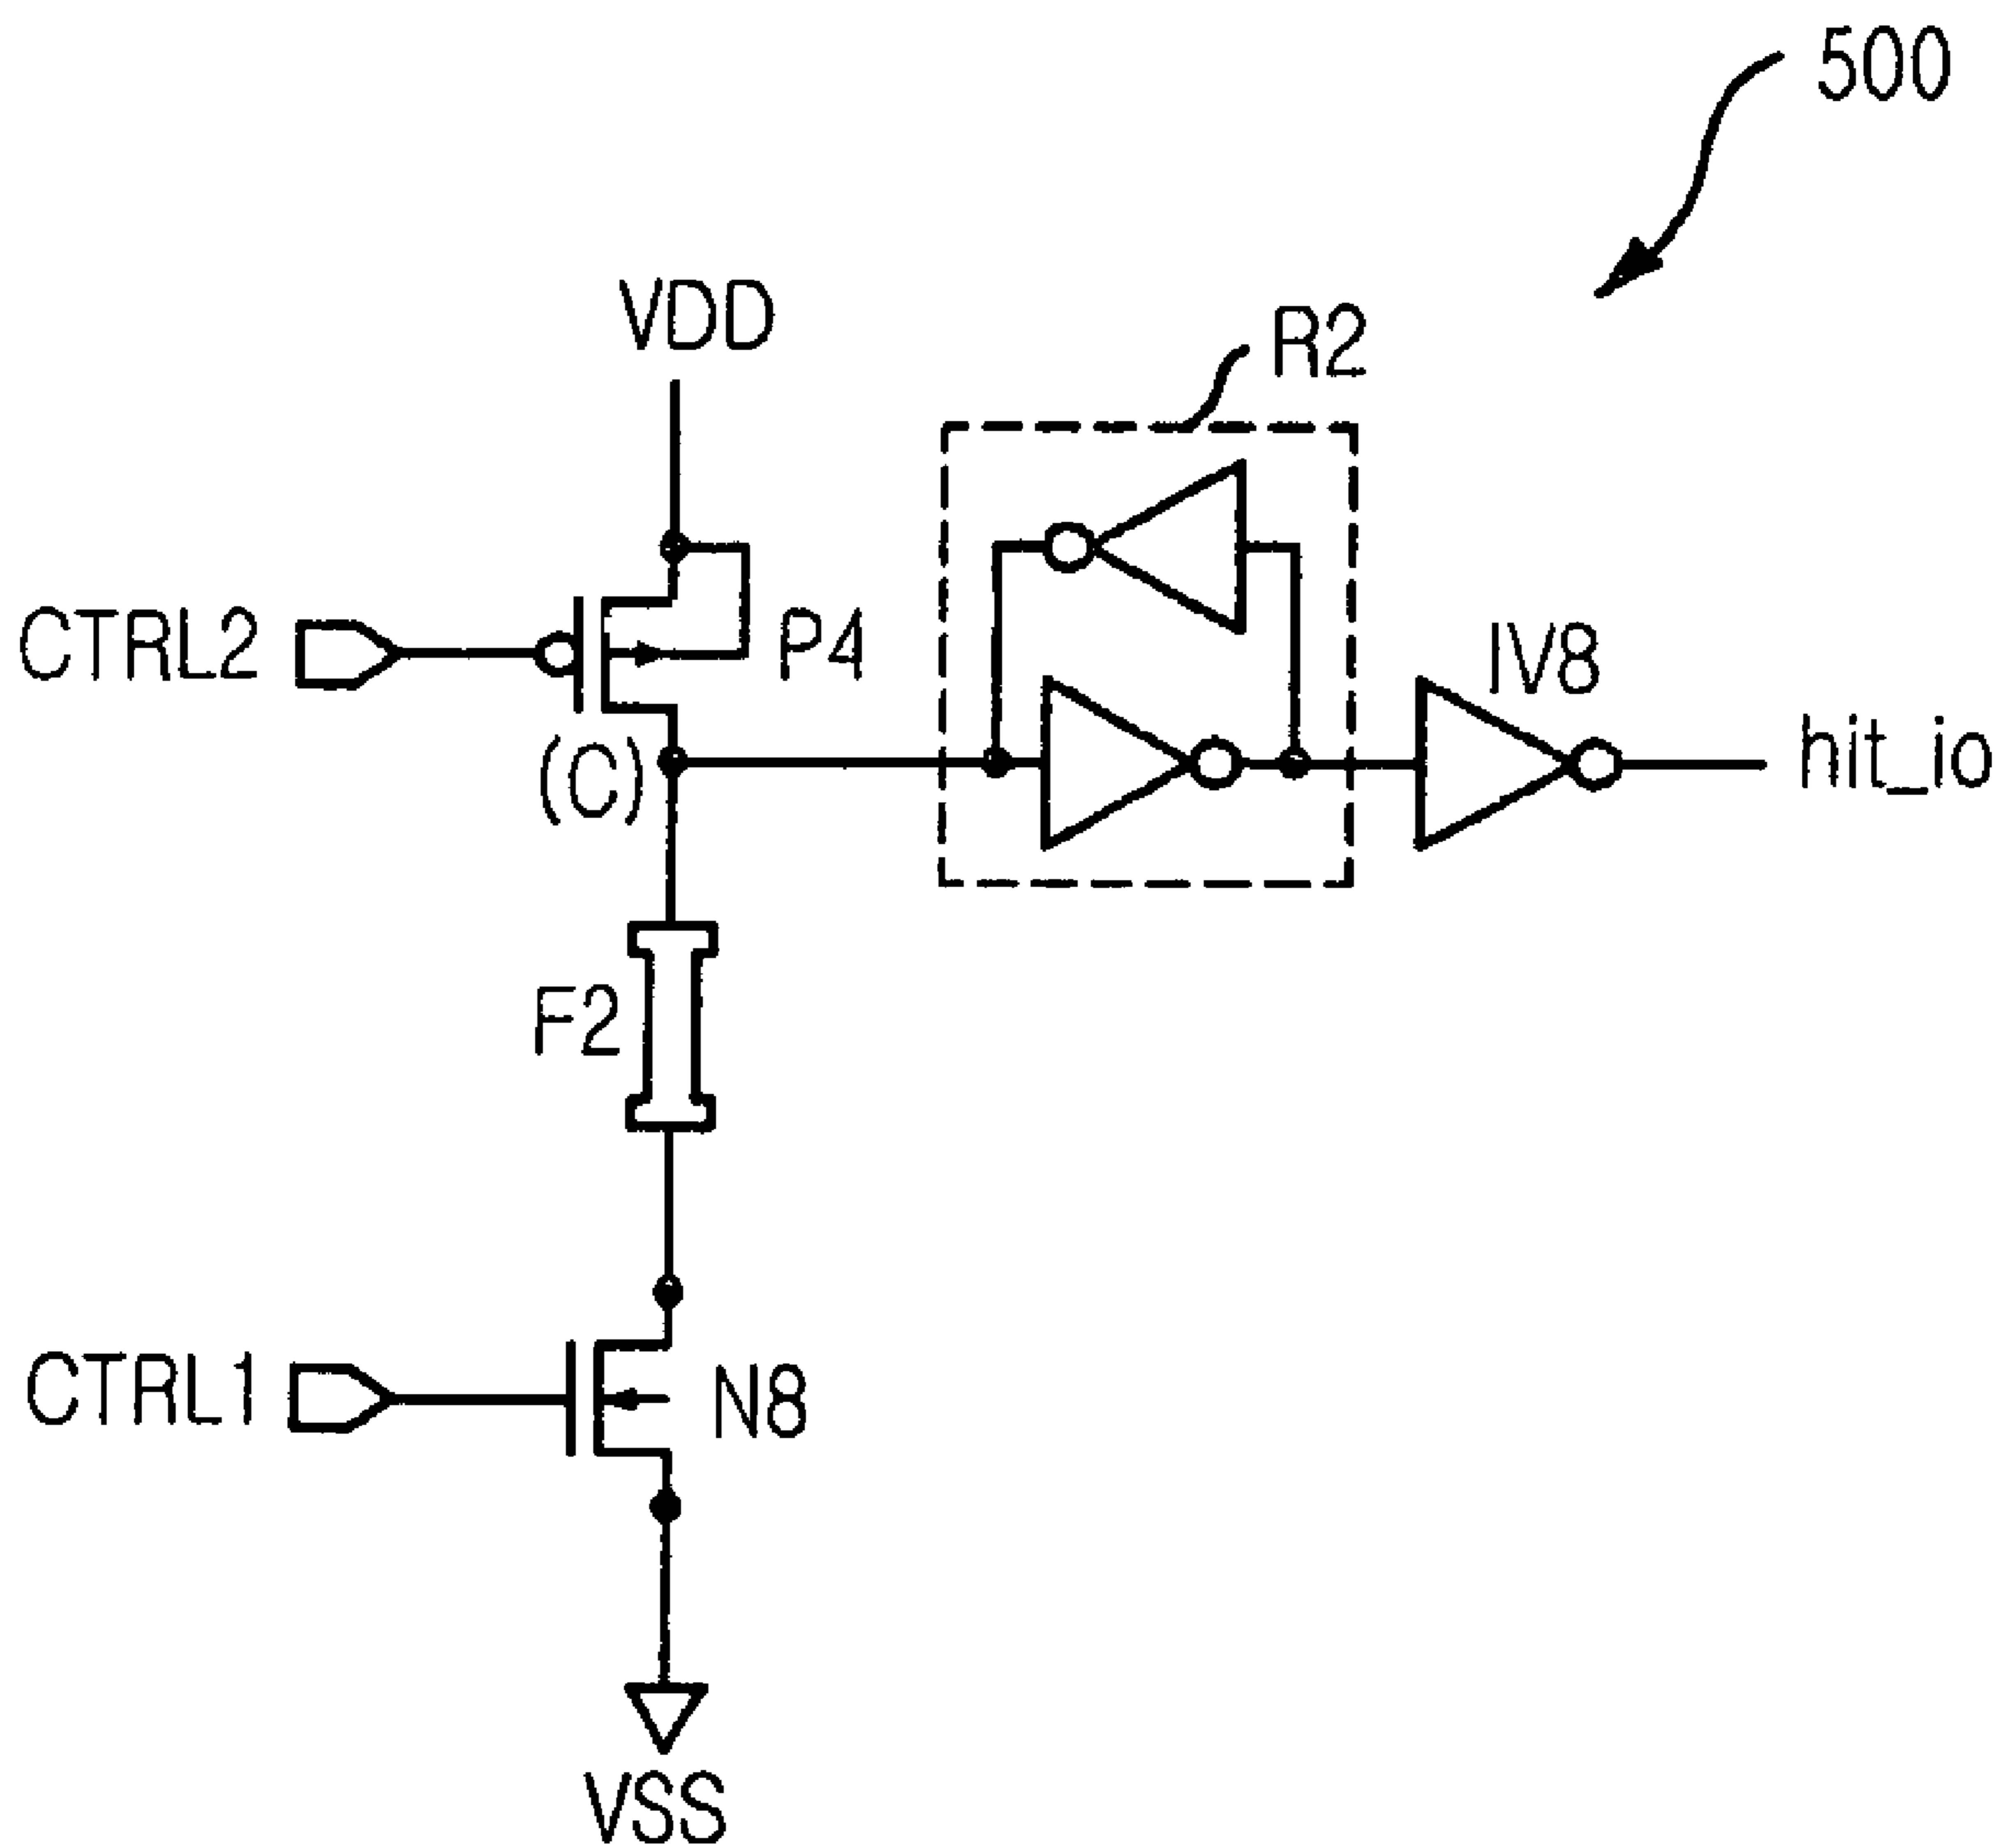 500
VDD
R2
CTRL2
P4
IV8
(C)
hit_io
F2
CTRL1
N8
VSS